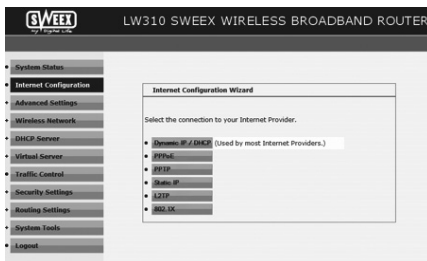 SWEEX
my Digital Life
LW310 SWEEX WIRELESS BROADBAND ROUTER
System Status
Internet Configuration
Advanced Settings
Wireless Network
DHCP Server
Virtual Server
Traffic Control
Security Settings
Routing Settings
System Tools
Logout
Internet Configuration Wizard
Select the connection to your Internet Provider.
Dynamic IP / DHCP (Used by most Internet Providers.)
PPPoE
PPTP
Static IP
L2TP
802.1X